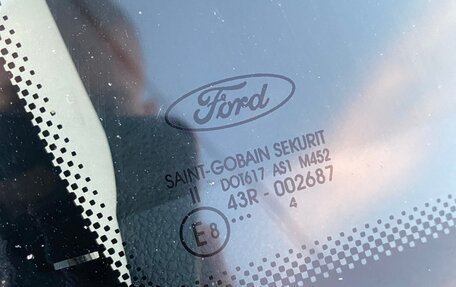 Ford
SAINT-GOBAIN SEKURIT
II DOT617 AS1 M452
43R - 002687
E8 4